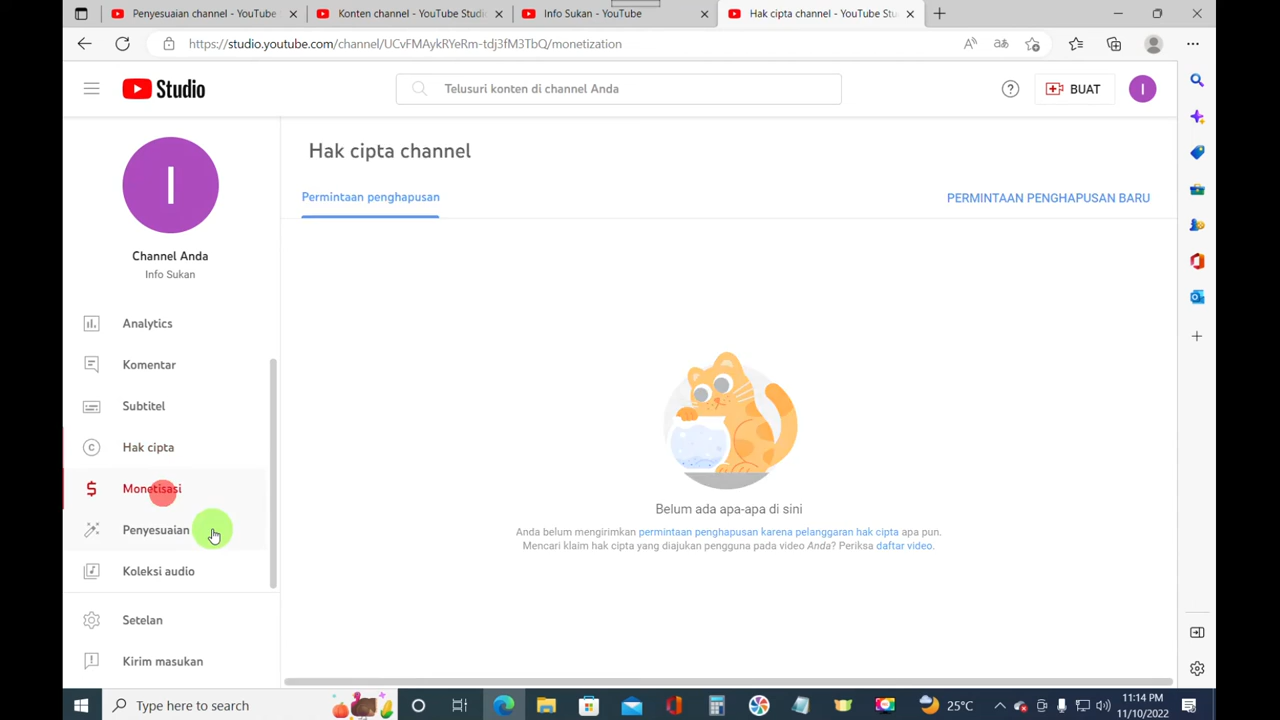 Penyesuaian channel - YouTube
Konten channel - YouTube Studio
Info Sukan - YouTube
Hak cipta channel - YouTube Stu
https://studio.youtube.com/channel/UCvFMAykRYeRm-tdj3fM3TbQ/monetization
Studio
Telusuri konten di channel Anda
BUAT
I
I
Channel Anda
Info Sukan
Analytics
Komentar
Subtitel
Hak cipta
Monetisasi
Penyesuaian
Koleksi audio
Setelan
Kirim masukan
Hak cipta channel
Permintaan penghapusan
PERMINTAAN PENGHAPUSAN BARU
Belum ada apa-apa di sini
Anda belum mengirimkan permintaan penghapusan karena pelanggaran hak cipta apa pun.
Mencari klaim hak cipta yang diajukan pengguna pada video Anda? Periksa daftar video.
Type here to search
25°C
11:14 PM
11/10/2022